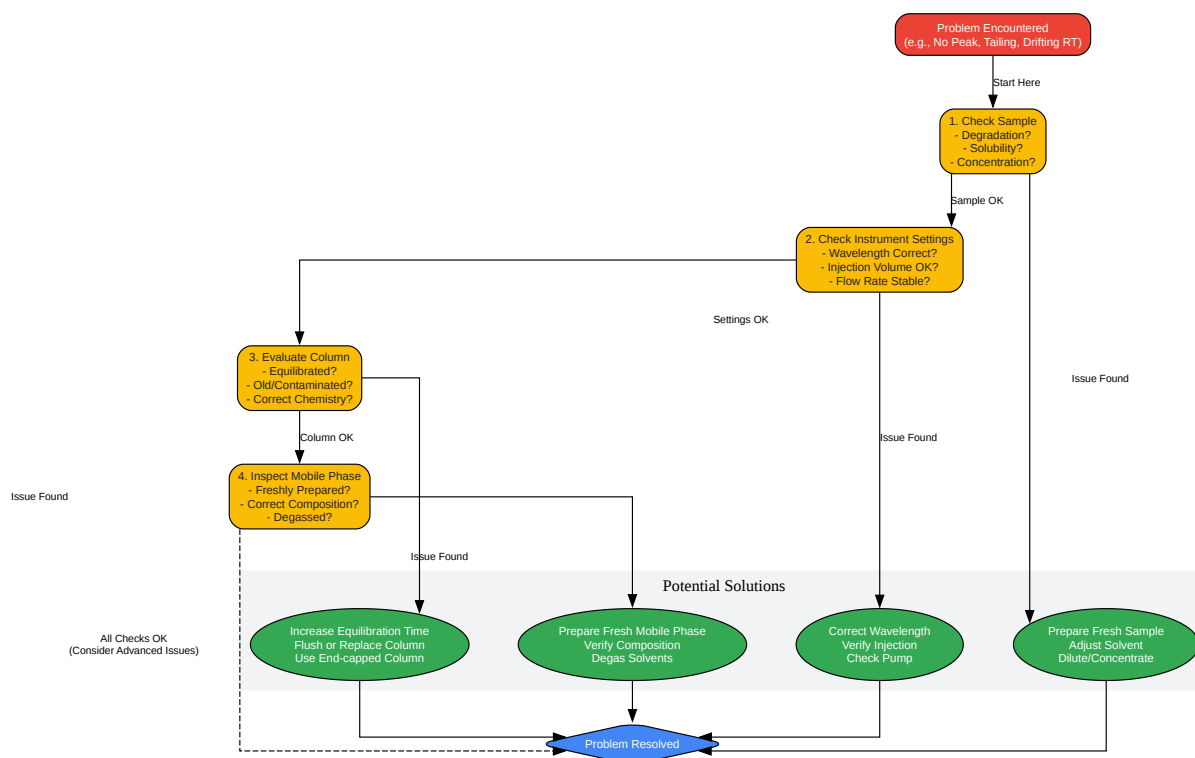 Problem Encountered
(e.g., No Peak, Tailing, Drifting RT)
Start Here
1. Check Sample
- Degradation?
- Solubility?
- Concentration?
Sample OK
2. Check Instrument Settings
- Wavelength Correct?
- Injection Volume OK?
- Flow Rate Stable?
Settings OK
3. Evaluate Column
- Equilibrated?
- Old/Contaminated?
- Correct Chemistry?
Issue Found
Column OK
Issue Found
4. Inspect Mobile Phase
- Freshly Prepared?
- Correct Composition?
- Degassed?
Issue Found
Issue Found
Potential Solutions
Increase Equilibration Time
Flush or Replace Column
Use End-capped Column
Prepare Fresh Mobile Phase
Verify Composition
Degas Solvents
Correct Wavelength
Verify Injection
Check Pump
Prepare Fresh Sample
Adjust Solvent
Dilute/Concentrate
All Checks OK
(Consider Advanced Issues)
Problem Resolved